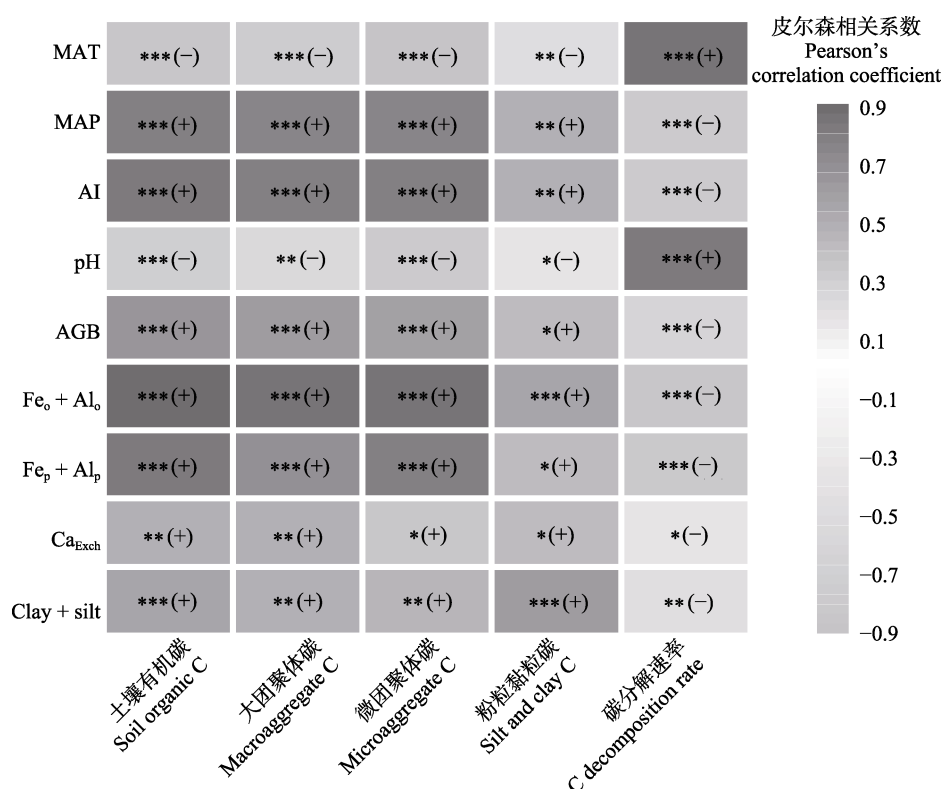 皮尔森相关系数
Pearson's
correlation coefficient
MAT ***(−) ***(−) ***(−) **(−) ***(+)
MAP ***(+) ***(+) ***(+) **(+) ***(−)
AI ***(+) ***(+) ***(+) **(+) ***(−)
pH ***(−) **(−) ***(−) *(−) ***(+)
AGB ***(+) ***(+) ***(+) *(+) ***(−)
Feo + Alo ***(+) ***(+) ***(+) ***(+) ***(−)
Fep + Alp ***(+) ***(+) ***(+) *(+) ***(−)
CaExch **(+) **(+) *(+) *(+) *(−)
Clay + silt ***(+) **(+) **(+) ***(+) **(−)
0.9
0.7
0.5
0.3
0.1
−0.1
−0.3
−0.5
−0.7
−0.9
土壤有机碳
Soil organic C
大团聚体碳
Macroaggregate C
微团聚体碳
Microaggregate C
粉粒黏粒碳
Silt and clay C
碳分解速率
C decomposition rate